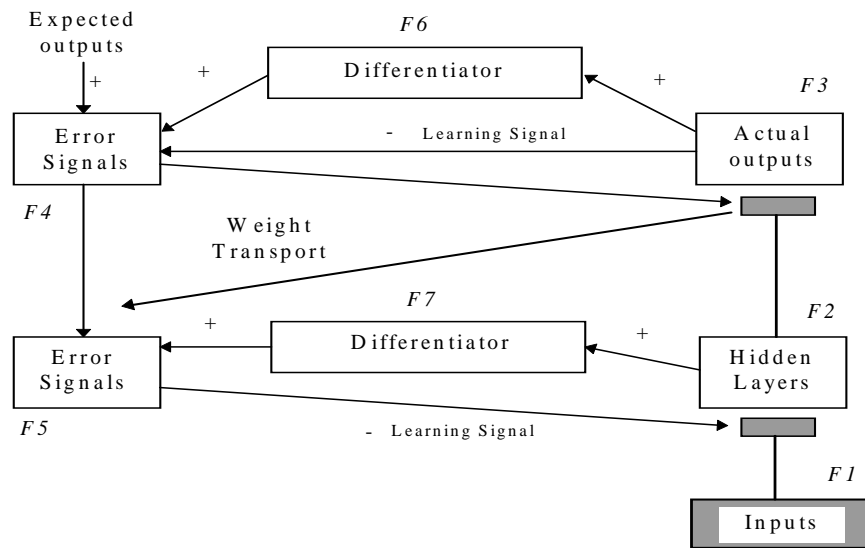 Expected
outputs
+
F6
+
Differentiator
+
F3
Error
Signals
- Learning Signal
Actual
outputs
F4
Weight
Transport
F7
F2
+
Differentiator
+
Error
Signals
Hidden
Layers
F5
- Learning Signal
F1
Inputs